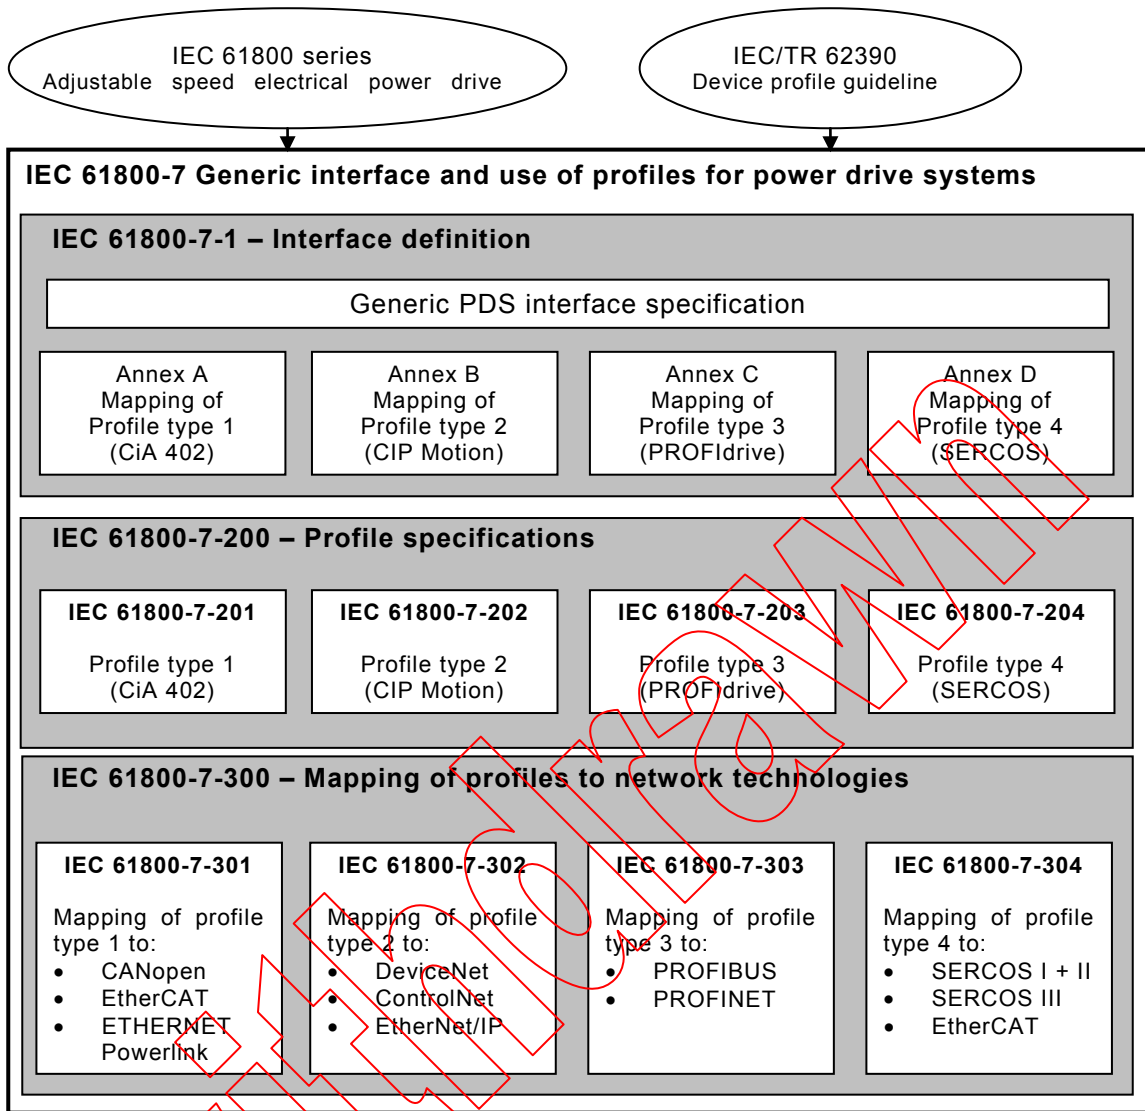 IEC 61800 series
Adjustable speed electrical power drive
IEC/TR 62390
Device profile guideline
IEC 61800-7 Generic interface and use of profiles for power drive systems
IEC 61800-7-1 – Interface definition
Generic PDS interface specification
Annex A
Mapping of
Profile type 1
(CiA 402)
Annex B
Mapping of
Profile type 2
(CIP Motion)
Annex C
Mapping of
Profile type 3
(PROFIdrive)
Annex D
Mapping of
Profile type 4
(SERCOS)
IEC 61800-7-200 – Profile specifications
IEC 61800-7-201
Profile type 1
(CiA 402)
IEC 61800-7-202
Profile type 2
(CIP Motion)
IEC 61800-7-203
Profile type 3
(PROFIdrive)
IEC 61800-7-204
Profile type 4
(SERCOS)
IEC 61800-7-300 – Mapping of profiles to network technologies
IEC 61800-7-301
Mapping of profile
type 1 to:
• CANopen
• EtherCAT
• ETHERNET
Powerlink
IEC 61800-7-302
Mapping of profile
type 2 to:
• DeviceNet
• ControlNet
• EtherNet/IP
IEC 61800-7-303
Mapping of profile
type 3 to:
• PROFIBUS
• PROFINET
IEC 61800-7-304
Mapping of profile
type 4 to:
• SERCOS I + II
• SERCOS III
• EtherCAT
thdrawn